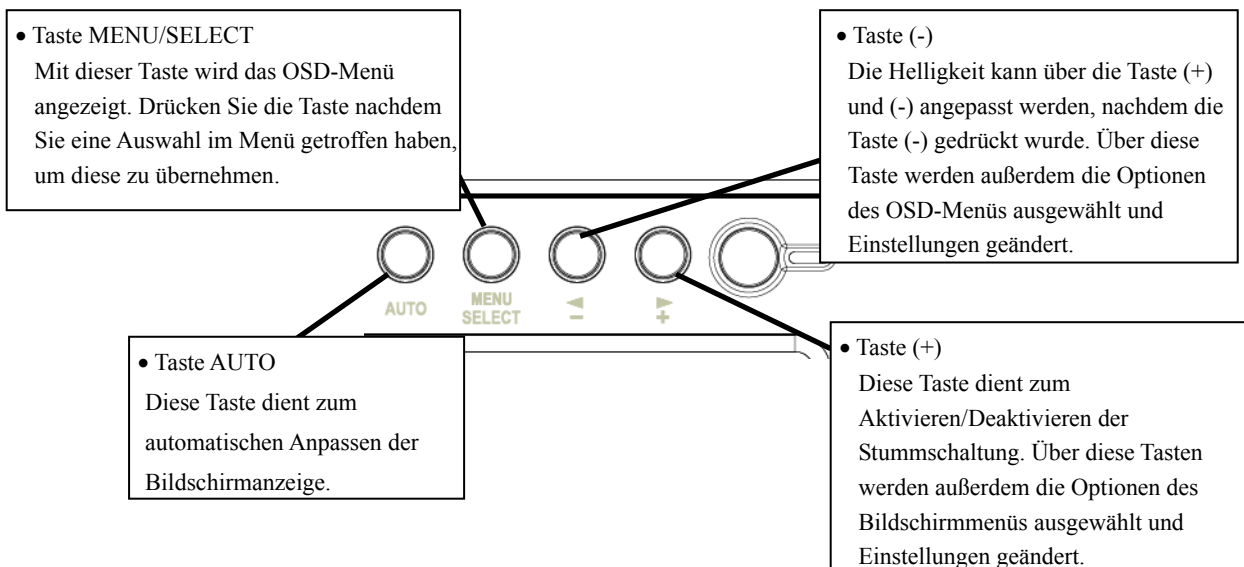 • Taste MENU/SELECT
Mit dieser Taste wird das OSD-Menü
angezeigt. Drücken Sie die Taste nachdem
Sie eine Auswahl im Menü getroffen haben,
um diese zu übernehmen.
• Taste (-)
Die Helligkeit kann über die Taste (+)
und (-) angepasst werden, nachdem die
Taste (-) gedrückt wurde. Über diese
Taste werden außerdem die Optionen
des OSD-Menüs ausgewählt und
Einstellungen geändert.
AUTO
MENU
SELECT
◀
−
▶
+
• Taste AUTO
Diese Taste dient zum
automatischen Anpassen der
Bildschirmanzeige.
• Taste (+)
Diese Taste dient zum
Aktivieren/Deaktivieren der
Stummschaltung. Über diese Tasten
werden außerdem die Optionen des
Bildschirmmenüs ausgewählt und
Einstellungen geändert.